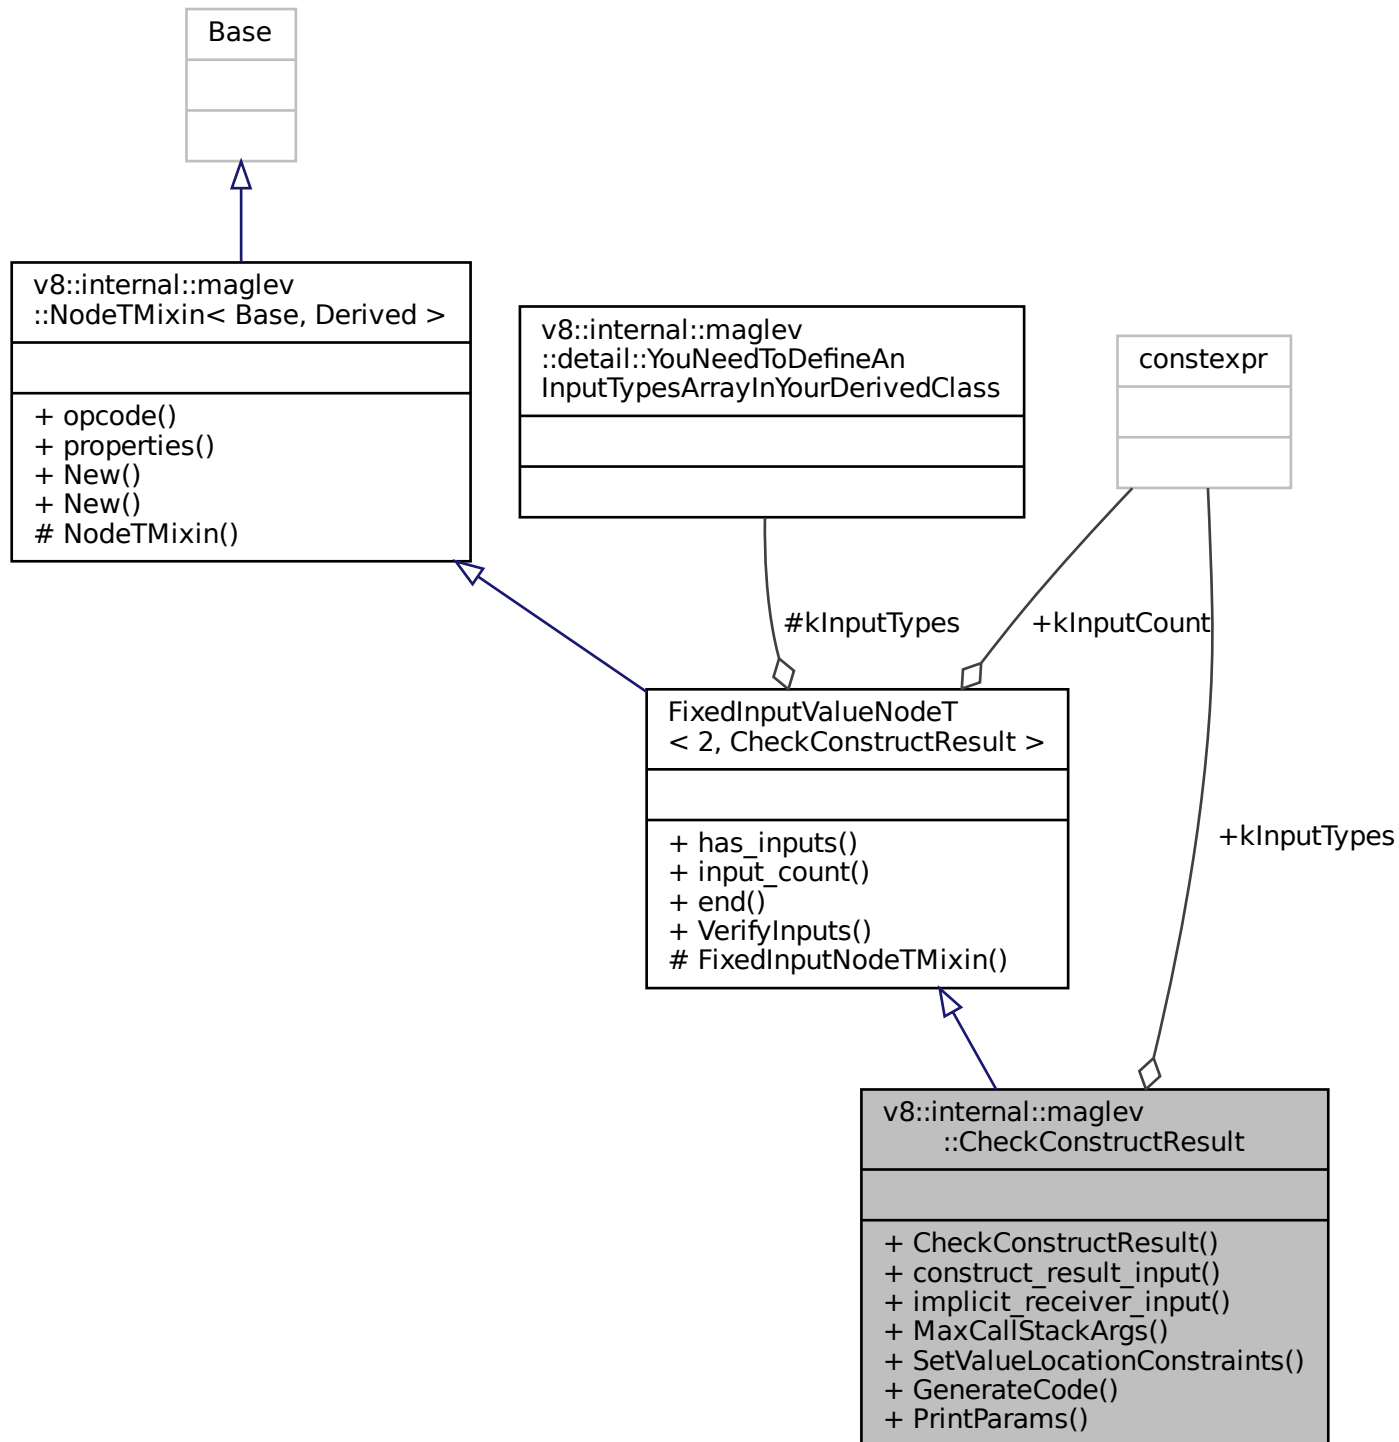 Base
v8::internal::maglev
::NodeTMixin< Base, Derived >
+ opcode()
+ properties()
+ New()
+ New()
# NodeTMixin()
v8::internal::maglev
::detail::YouNeedToDefineAn
InputTypesArrayInYourDerivedClass
constexpr
#kInputTypes
+kInputCount
FixedInputValueNodeT
< 2, CheckConstructResult >
+ has_inputs()
+ input_count()
+ end()
+ VerifyInputs()
# FixedInputNodeTMixin()
+kInputTypes
v8::internal::maglev
::CheckConstructResult
+ CheckConstructResult()
+ construct_result_input()
+ implicit_receiver_input()
+ MaxCallStackArgs()
+ SetValueLocationConstraints()
+ GenerateCode()
+ PrintParams()